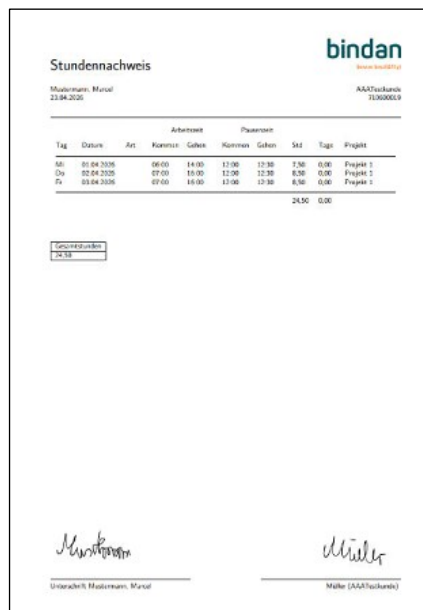 bindan
Stundennachweis
Mustermann, Marcel AAATestkunde
23.04.2026 710600019
Arbeitszeit Pausenzeit
Tag Datum Art Kommen Gehen Kommen Gehen Std Tage Projekt
Mi 01.04.2026 06:00 14:00 12:00 12:30 7,50 0,00 Projekt 1
Do 02.04.2026 07:00 16:00 12:00 12:30 8,50 0,00 Projekt 1
Fr 03.04.2026 07:00 16:00 12:00 12:30 8,50 0,00 Projekt 1
24,50 0,00
Gesamtstunden
24,50
Mustermann Müller
Unterschrift Mustermann, Marcel Müller (AAATestkunde)